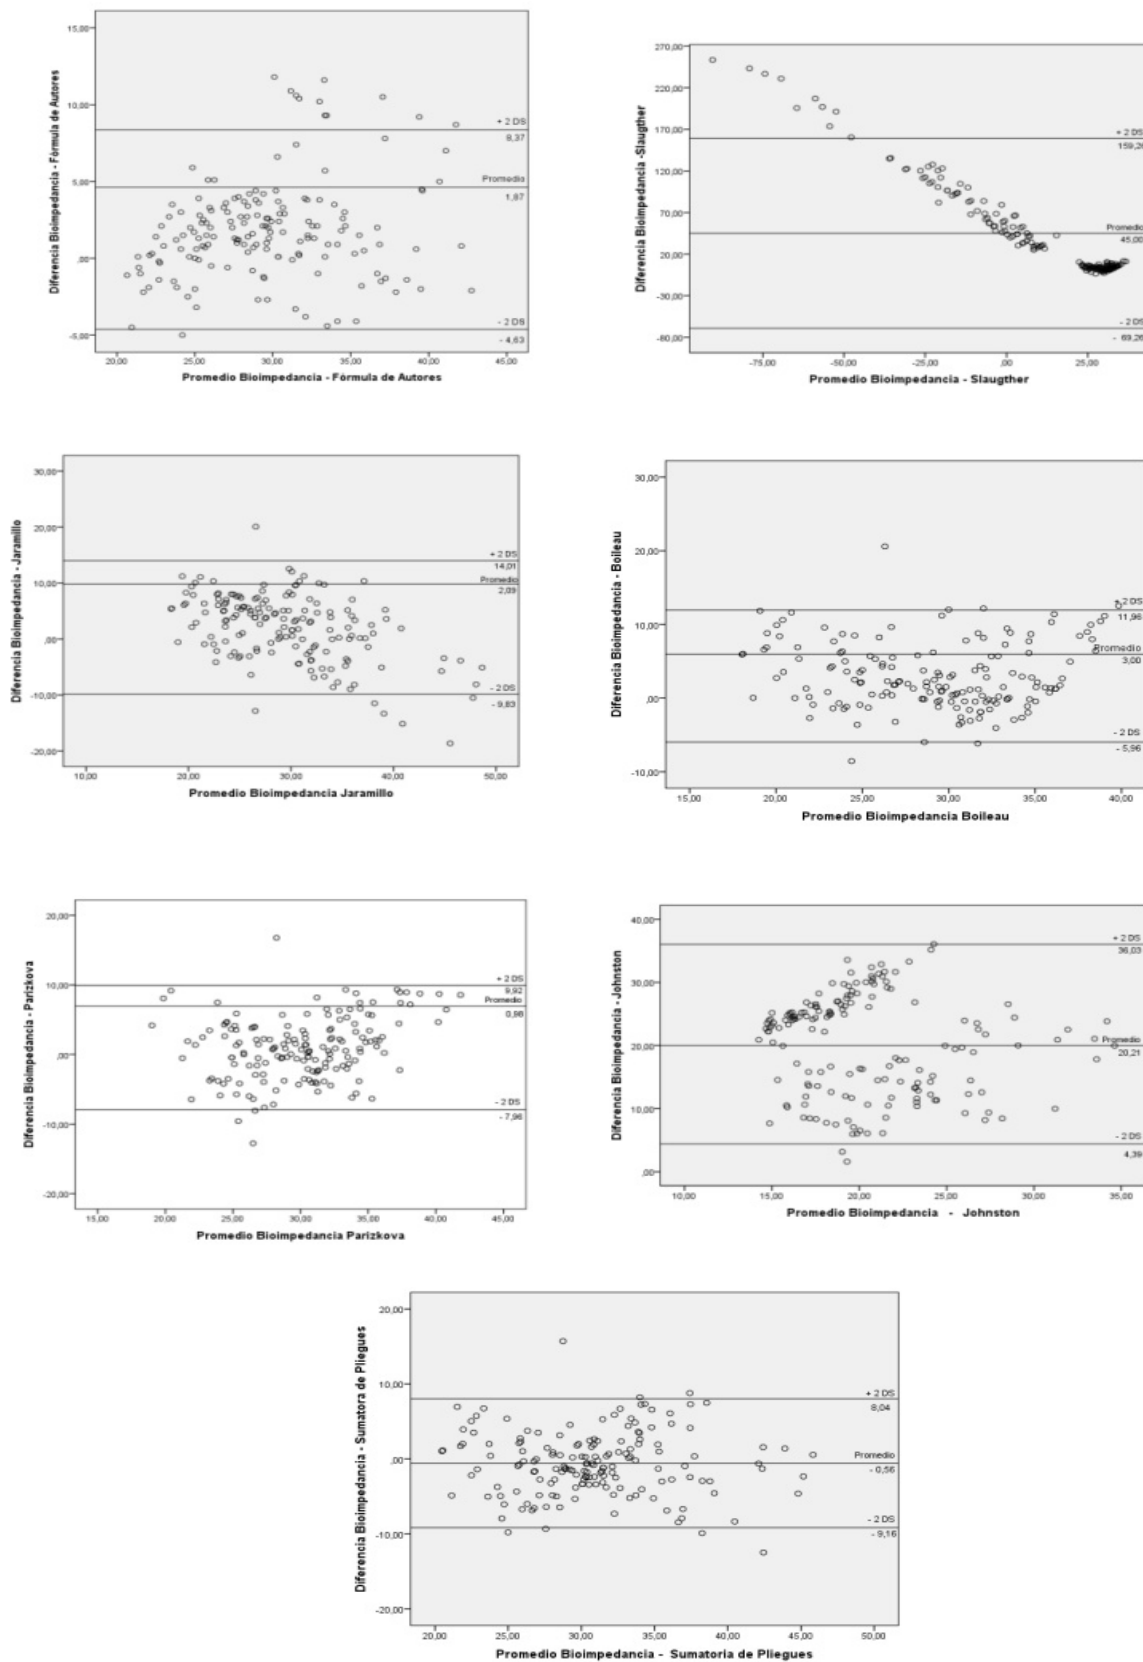 Diferencia Bioimpedancia - Fórmula de Autores
15,00
10,00
5,00
,00
-5,00
+ 2 DS
8,37
Promedio
1,87
- 2 DS
- 4,63
20,00 25,00 30,00 35,00 40,00 45,00
Promedio Bioimpedancia - Fórmula de Autores
Diferencia Bioimpedancia -Slaugther
270,00
220,00
170,00
120,00
70,00
20,00
-30,00
-80,00
+ 2 DS
159,26
Promedio
45,00
- 2 DS
- 69,26
-75,00 -50,00 -25,00 ,00 25,00
Promedio Bioimpedancia - Slaugther
Diferencia Bioimpedancia -Jaramillo
30,00
20,00
10,00
,00
-10,00
-20,00
+ 2 DS
14,01
Promedio
2,09
- 2 DS
- 9,83
10,00 20,00 30,00 40,00 50,00
Promedio Bioimpedancia Jaramillo
Diferencia Bioimpedancia - Boileau
30,00
20,00
10,00
,00
-10,00
+ 2 DS
11,96
Promedio
3,00
- 2 DS
- 5,96
15,00 20,00 25,00 30,00 35,00 40,00
Promedio Bioimpedancia Boileau
Diferencia Bioimpedancia - Parizkova
20,00
10,00
,00
-10,00
-20,00
+ 2 DS
9,92
Promedio
0,98
- 2 DS
- 7,96
15,00 20,00 25,00 30,00 35,00 40,00 45,00
Promedio Bioimpedancia Parizkova
Diferencia Bioimpedancia - Johnston
40,00
30,00
20,00
10,00
,00
+ 2 DS
36,03
Promedio
20,21
- 2 DS
4,39
10,00 15,00 20,00 25,00 30,00 35,00
Promedio Bioimpedancia - Johnston
Diferencia Bioimpedancia - Sumatora de Pliegues
20,00
10,00
,00
-10,00
-20,00
+ 2 DS
8,04
Promedio
- 0,56
- 2 DS
- 9,16
20,00 25,00 30,00 35,00 40,00 45,00 50,00
Promedio Bioimpedancia - Sumatoria de Pliegues